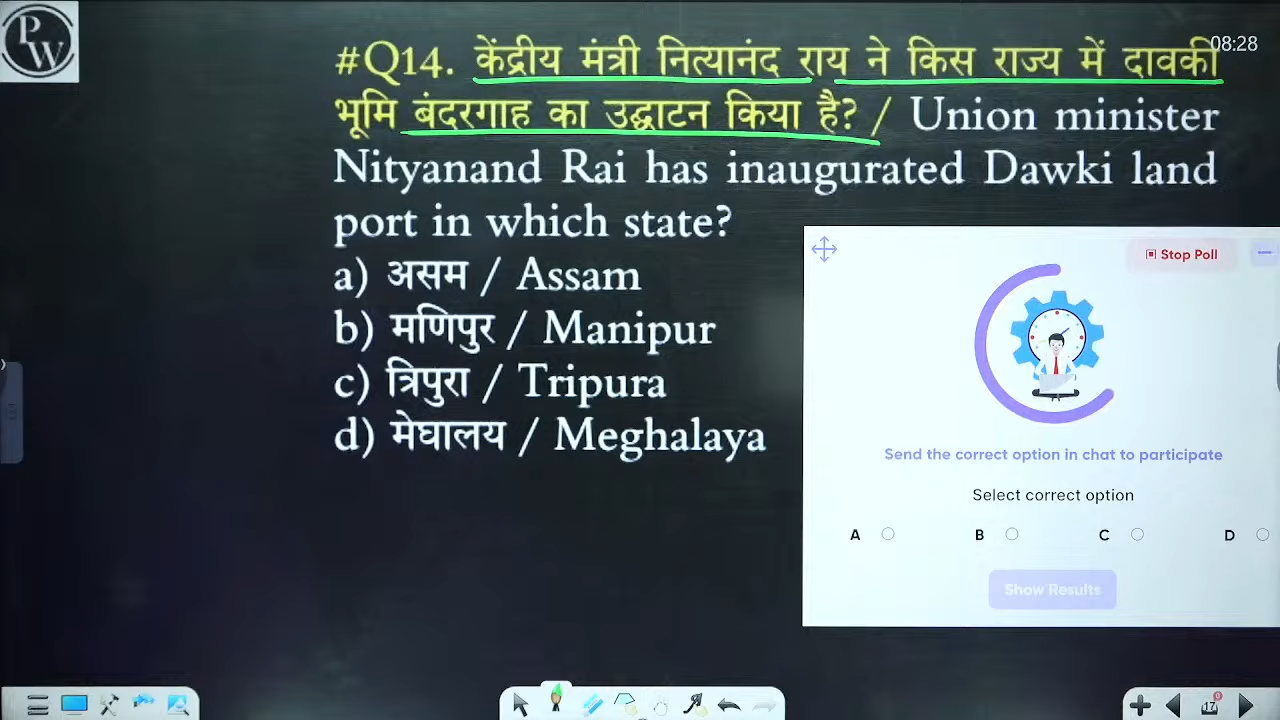 PW
08:28
#Q14. केंद्रीय मंत्री नित्यानंद राय ने किस राज्य में दावकी
भूमि बंदरगाह का उद्घाटन किया है? / Union minister
Nityanand Rai has inaugurated Dawki land
port in which state?
a) असम / Assam
b) मणिपुर / Manipur
c) त्रिपुरा / Tripura
d) मेघालय / Meghalaya
Stop Poll
Send the correct option in chat to participate
Select correct option
A B C D
Show Results
17